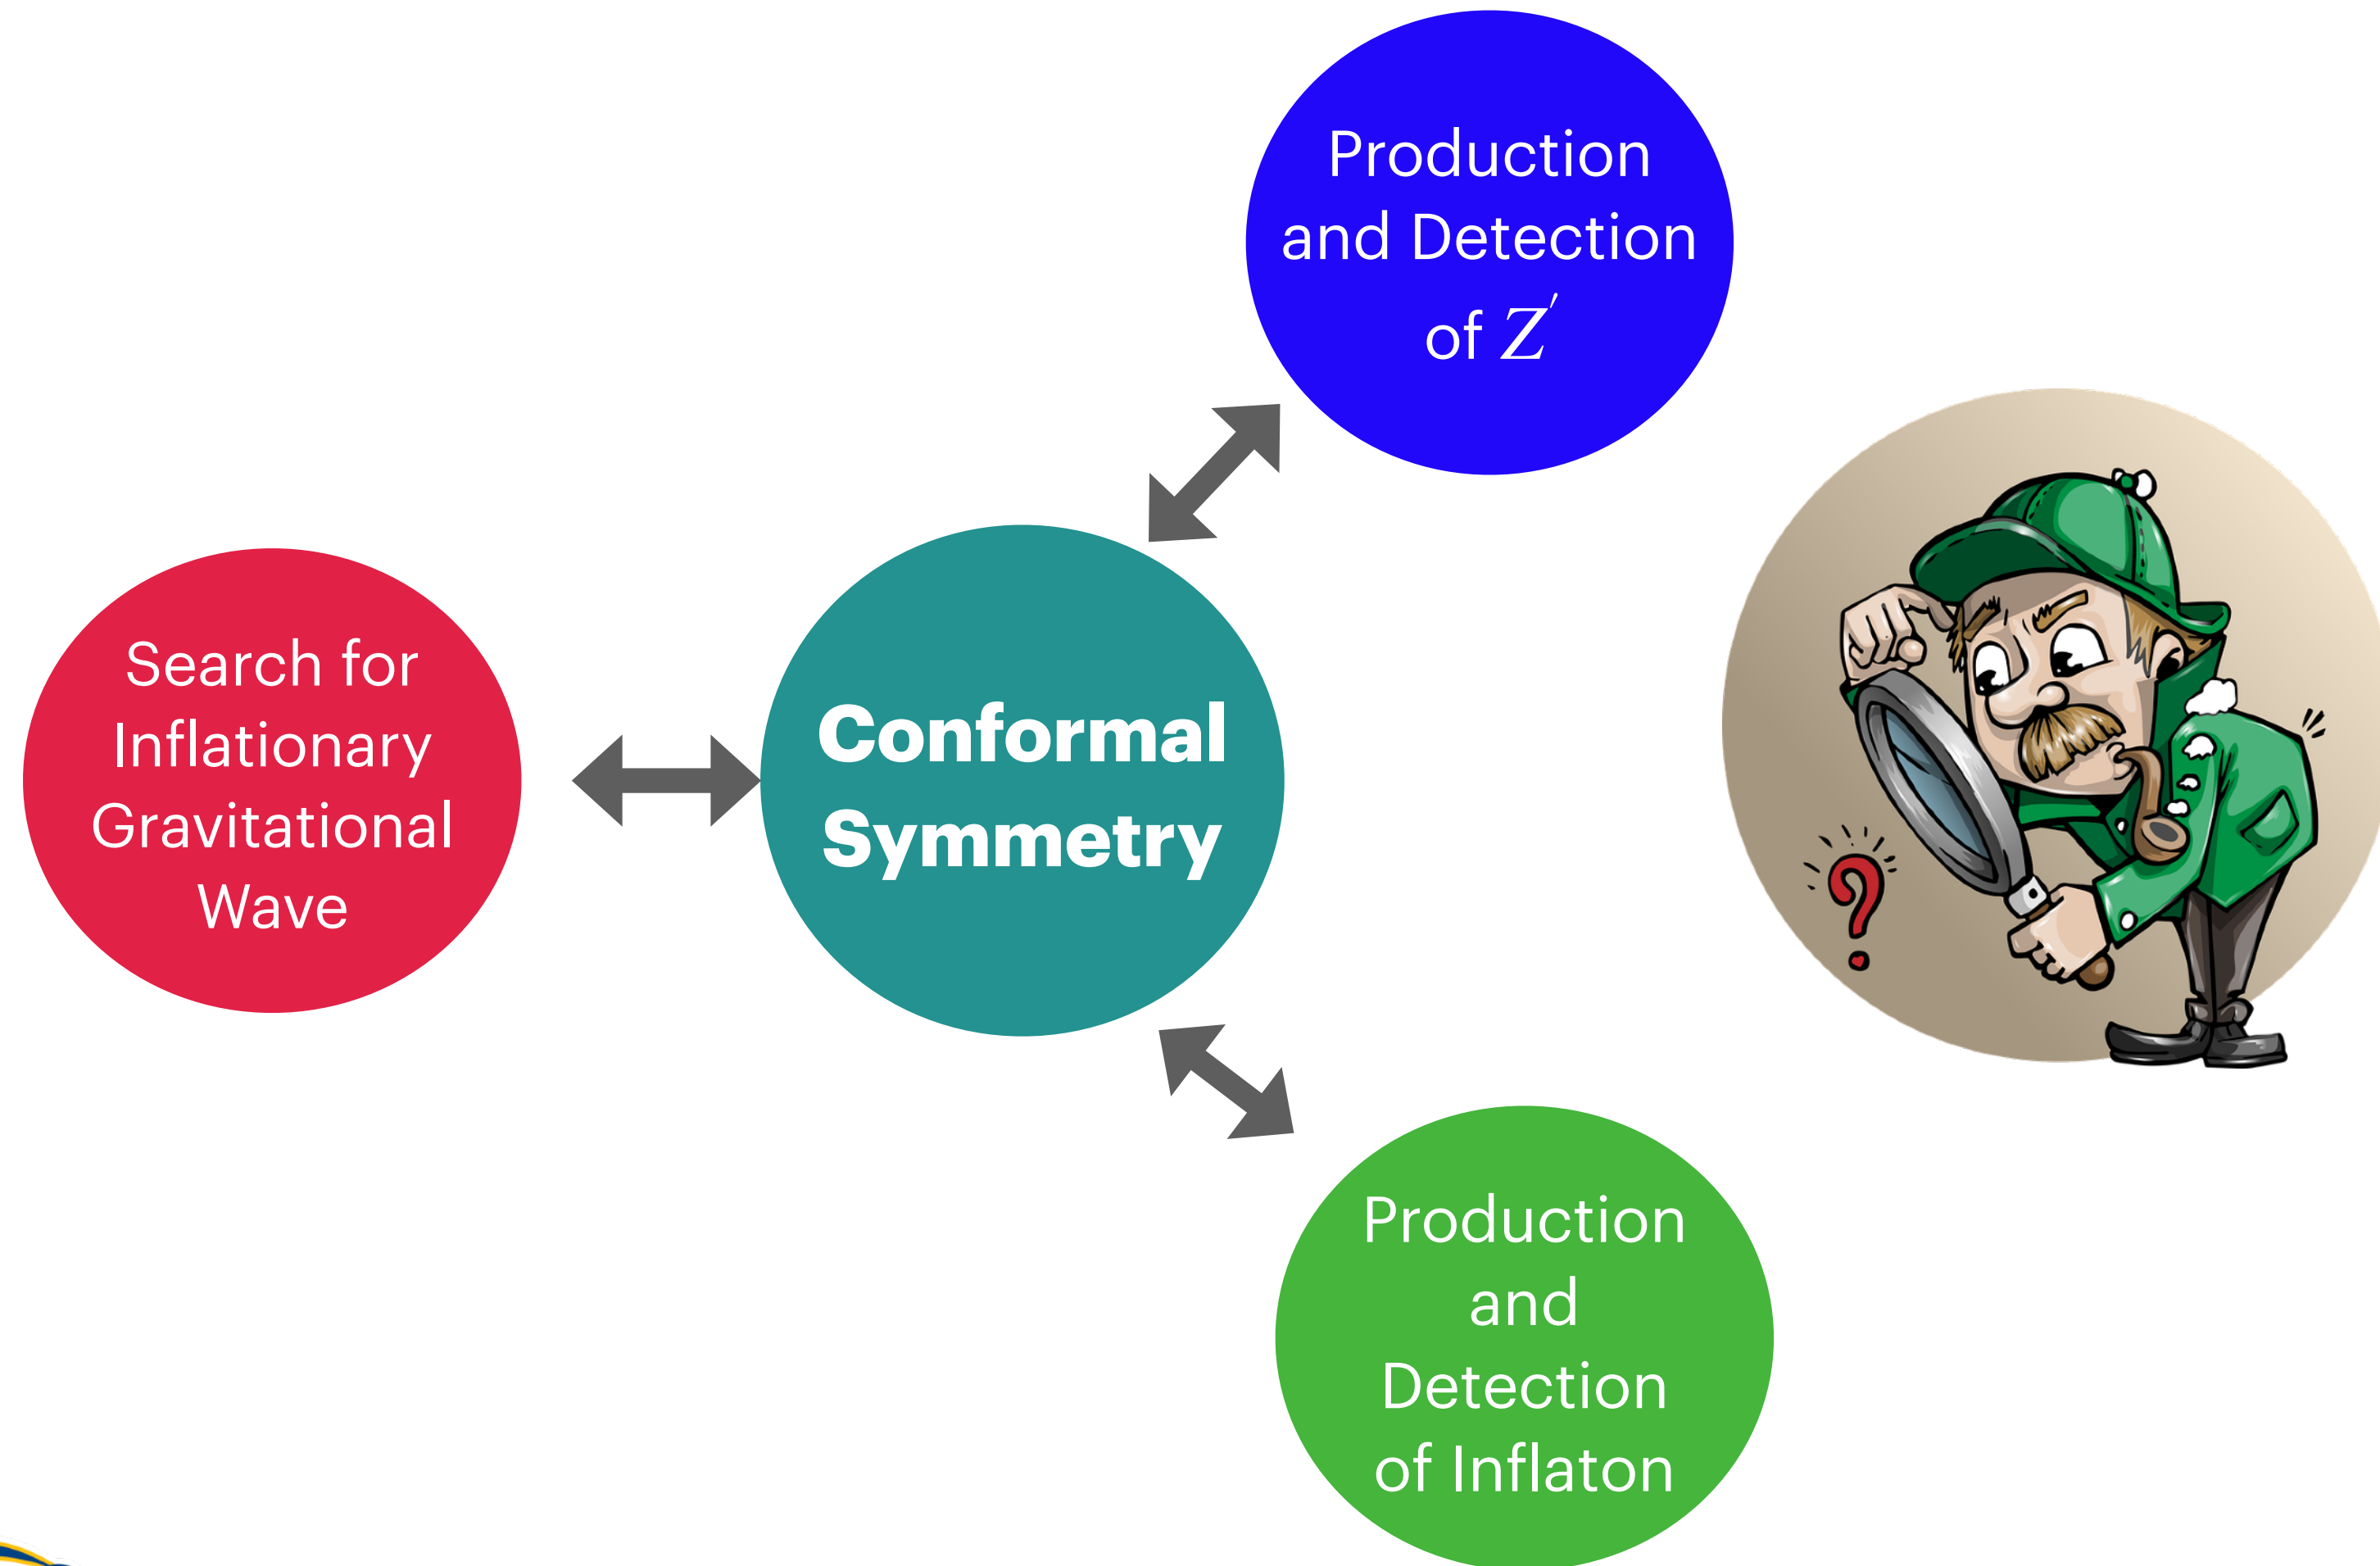 Production
and Detection
of Z′
Search for
Inflationary
Gravitational
Wave
Conformal
Symmetry
?
Production
and
Detection
of Inflaton